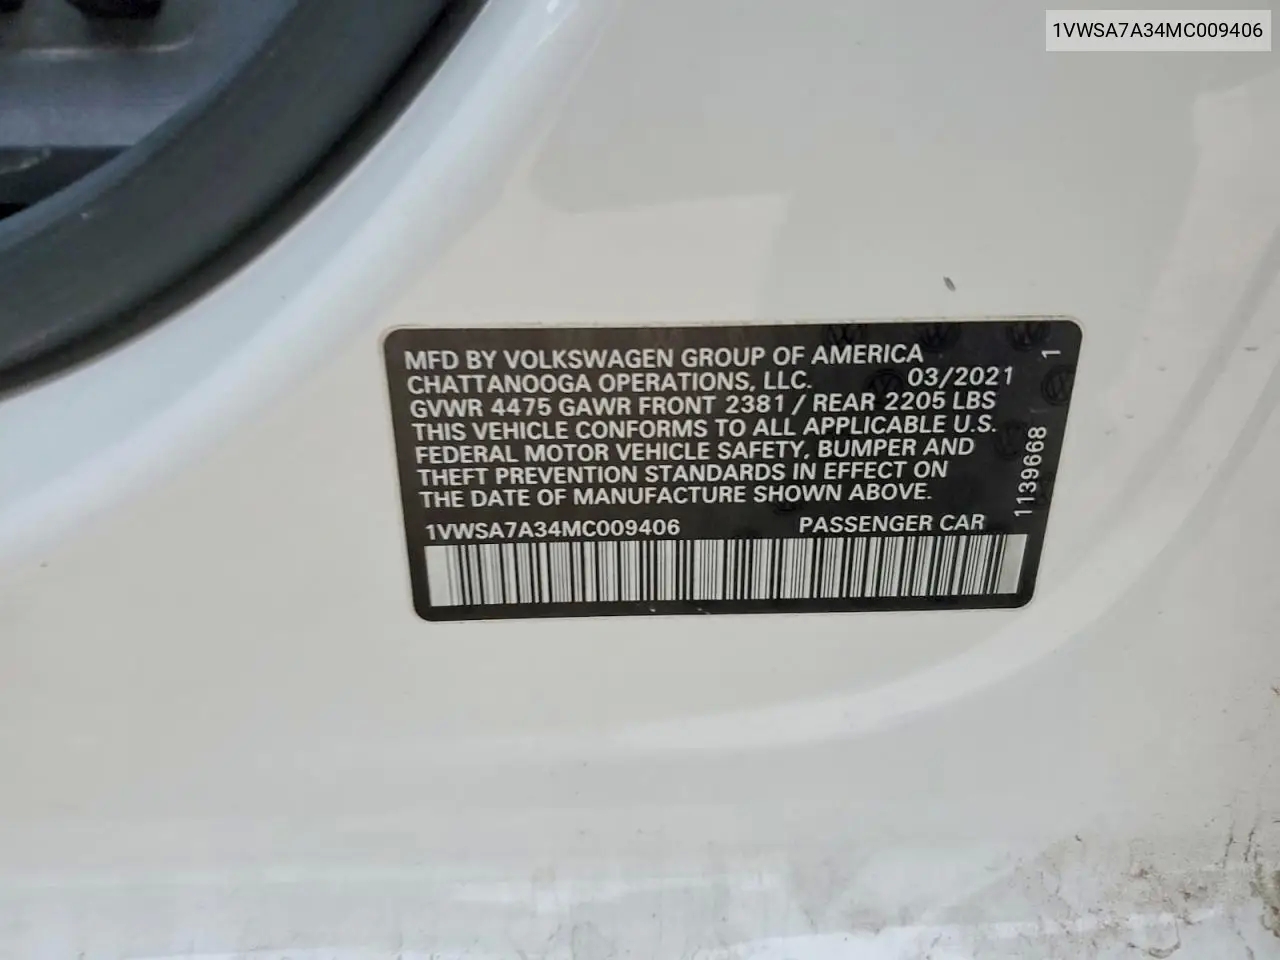 1VWSA7A34MC009406
MFD BY VOLKSWAGEN GROUP OF AMERICA
CHATTANOOGA OPERATIONS, LLC. 03/2021
GVWR 4475 GAWR FRONT 2381 / REAR 2205 LBS
THIS VEHICLE CONFORMS TO ALL APPLICABLE U.S.
FEDERAL MOTOR VEHICLE SAFETY, BUMPER AND
THEFT PREVENTION STANDARDS IN EFFECT ON
THE DATE OF MANUFACTURE SHOWN ABOVE.
1VWSA7A34MC009406 PASSENGER CAR
1139668 1